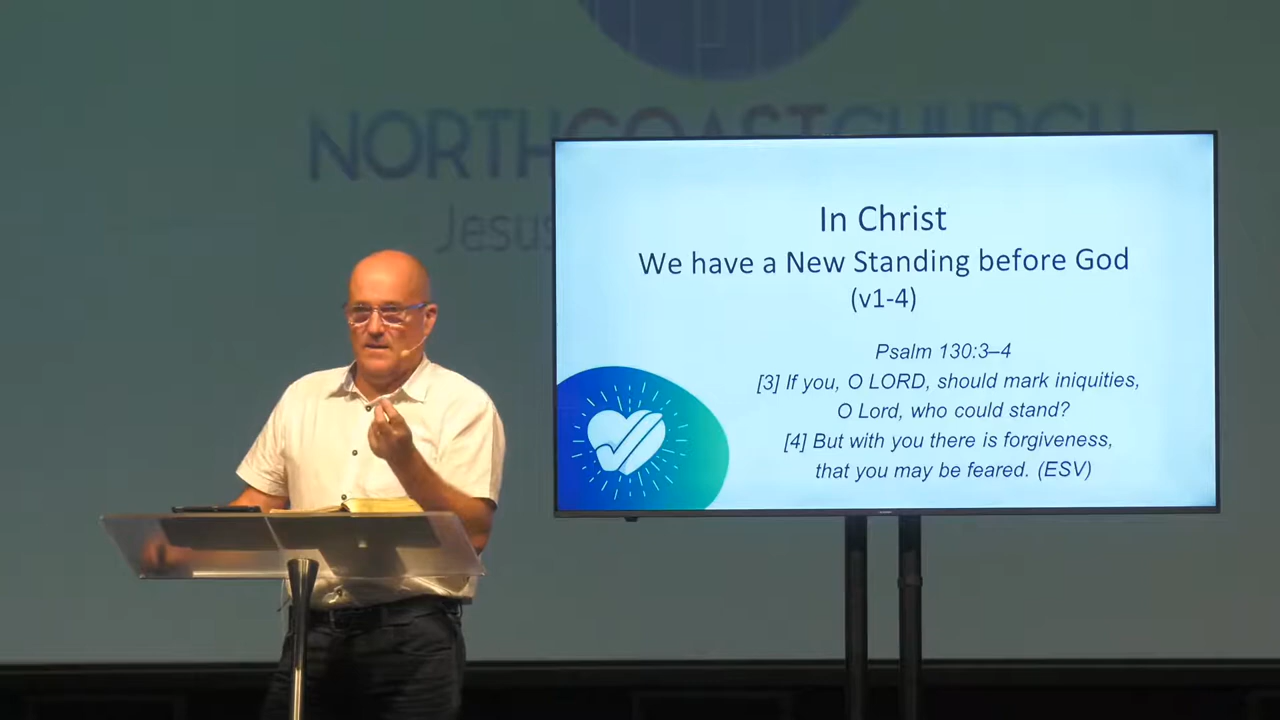 NORTHCOASTCHURCH
Jesus
In Christ
We have a New Standing before God
(v1-4)
Psalm 130:3–4
[3] If you, O LORD, should mark iniquities,
O Lord, who could stand?
[4] But with you there is forgiveness,
that you may be feared. (ESV)